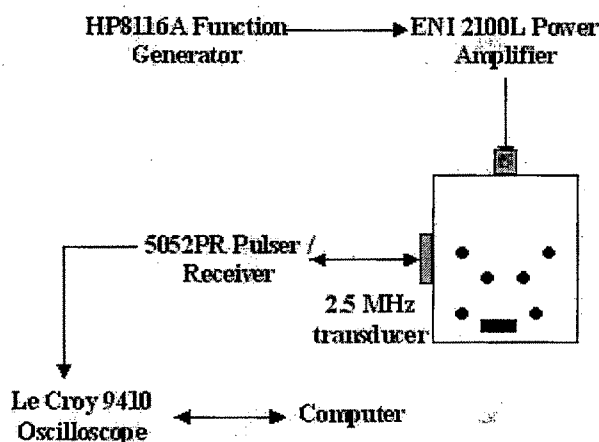 HP8116A Function
Generator
ENI 2100L Power
Amplifier
5052PR Pulser /
Receiver
2.5 MHz
transducer
Le Croy 9410
Oscilloscope
Computer